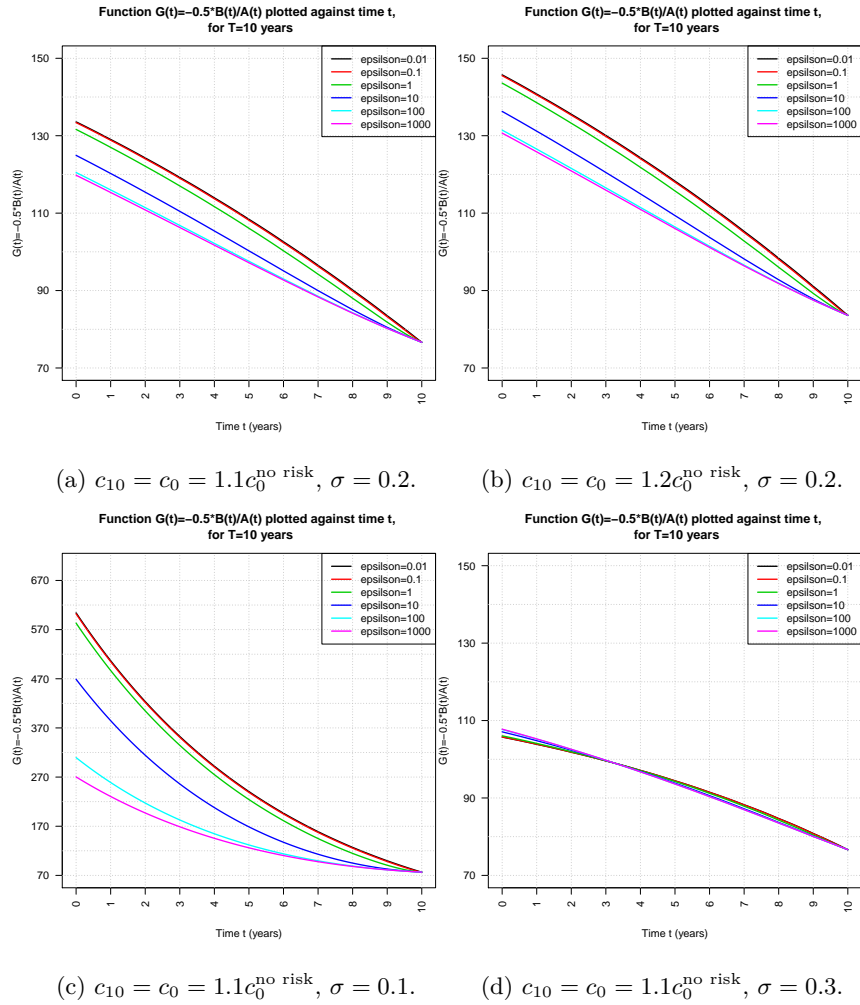 Function G(t)=−0.5*B(t)/A(t) plotted against time t,
for T=10 years
150
130
110
90
70
G(t)=−0.5*B(t)/A(t)
epsilson=0.01
epsilson=0.1
epsilson=1
epsilson=10
epsilson=100
epsilson=1000
0 1 2 3 4 5 6 7 8 9 10
Time t (years)
(a) c₁₀ = c₀ = 1.1c₀^no risk, σ = 0.2.
Function G(t)=−0.5*B(t)/A(t) plotted against time t,
for T=10 years
150
130
110
90
70
G(t)=−0.5*B(t)/A(t)
epsilson=0.01
epsilson=0.1
epsilson=1
epsilson=10
epsilson=100
epsilson=1000
0 1 2 3 4 5 6 7 8 9 10
Time t (years)
(b) c₁₀ = c₀ = 1.2c₀^no risk, σ = 0.2.
Function G(t)=−0.5*B(t)/A(t) plotted against time t,
for T=10 years
670
570
470
370
270
170
70
G(t)=−0.5*B(t)/A(t)
epsilson=0.01
epsilson=0.1
epsilson=1
epsilson=10
epsilson=100
epsilson=1000
0 1 2 3 4 5 6 7 8 9 10
Time t (years)
(c) c₁₀ = c₀ = 1.1c₀^no risk, σ = 0.1.
Function G(t)=−0.5*B(t)/A(t) plotted against time t,
for T=10 years
150
130
110
90
70
G(t)=−0.5*B(t)/A(t)
epsilson=0.01
epsilson=0.1
epsilson=1
epsilson=10
epsilson=100
epsilson=1000
0 1 2 3 4 5 6 7 8 9 10
Time t (years)
(d) c₁₀ = c₀ = 1.1c₀^no risk, σ = 0.3.